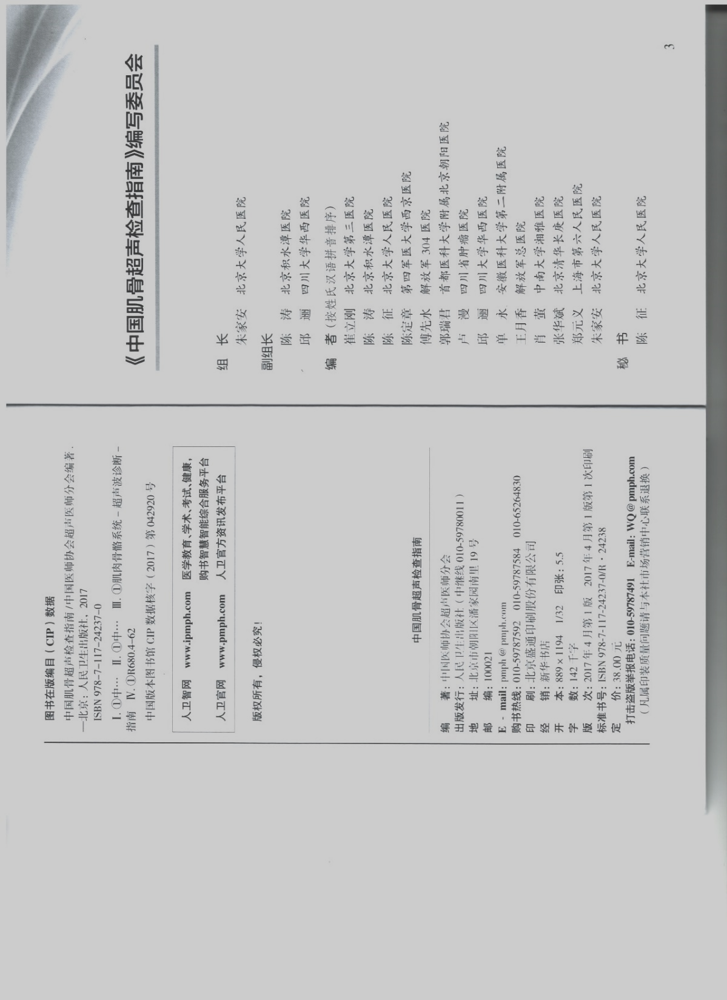 图书在版编目(CIP)数据
中国肌骨超声检查指南/中国医师协会超声医师分会编著.
—北京:人民卫生出版社,2017
ISBN 978-7-117-24237-0
Ⅰ.①中… Ⅱ.①中… Ⅲ.①肌肉骨骼系统-超声波诊断-
指南 Ⅳ.①R680.4-62
中国版本图书馆CIP数据核字(2017)第042920号
人卫智网 www.ipmph.com 医学教育、学术、考试、健康,
购书智慧智能综合服务平台
人卫官网 www.pmph.com 人卫官方资讯发布平台
版权所有,侵权必究!
中国肌骨超声检查指南
编 著:中国医师协会超声医师分会
出版发行:人民卫生出版社(中继线 010-59780011)
地 址:北京市朝阳区潘家园南里19号
邮 编:100021
E - mail:pmph@pmph.com
购书热线:010-59787592 010-59787584 010-65264830
印 刷:北京盛通印刷股份有限公司
经 销:新华书店
开 本:889×1194 1/32 印张:5.5
字 数:142千字
版 次:2017年4月第1版 2017年4月第1版第1次印刷
标准书号:ISBN 978-7-117-24237-0/R·24238
定 价:38.00元
打击盗版举报电话:010-59787491 E-mail:WQ@pmph.com
(凡属印装质量问题请与本社市场营销中心联系退换)
《中国肌骨超声检查指南》编写委员会
组 长
朱家安 北京大学人民医院
副组长
陈 涛 北京积水潭医院
邱 逦 四川大学华西医院
编 者(按姓氏汉语拼音排序)
崔立刚 北京大学第三医院
陈 涛 北京积水潭医院
陈 征 北京大学人民医院
陈定章 第四军医大学西京医院
傅先水 解放军304医院
郭瑞君 首都医科大学附属北京朝阳医院
卢 漫 四川省肿瘤医院
邱 逦 四川大学华西医院
单 永 安徽医科大学第二附属医院
王月香 解放军总医院
肖 萤 中南大学湘雅医院
张华斌 北京清华长庚医院
郑元义 上海市第六人民医院
朱家安 北京大学人民医院
秘 书
陈 征 北京大学人民医院
3